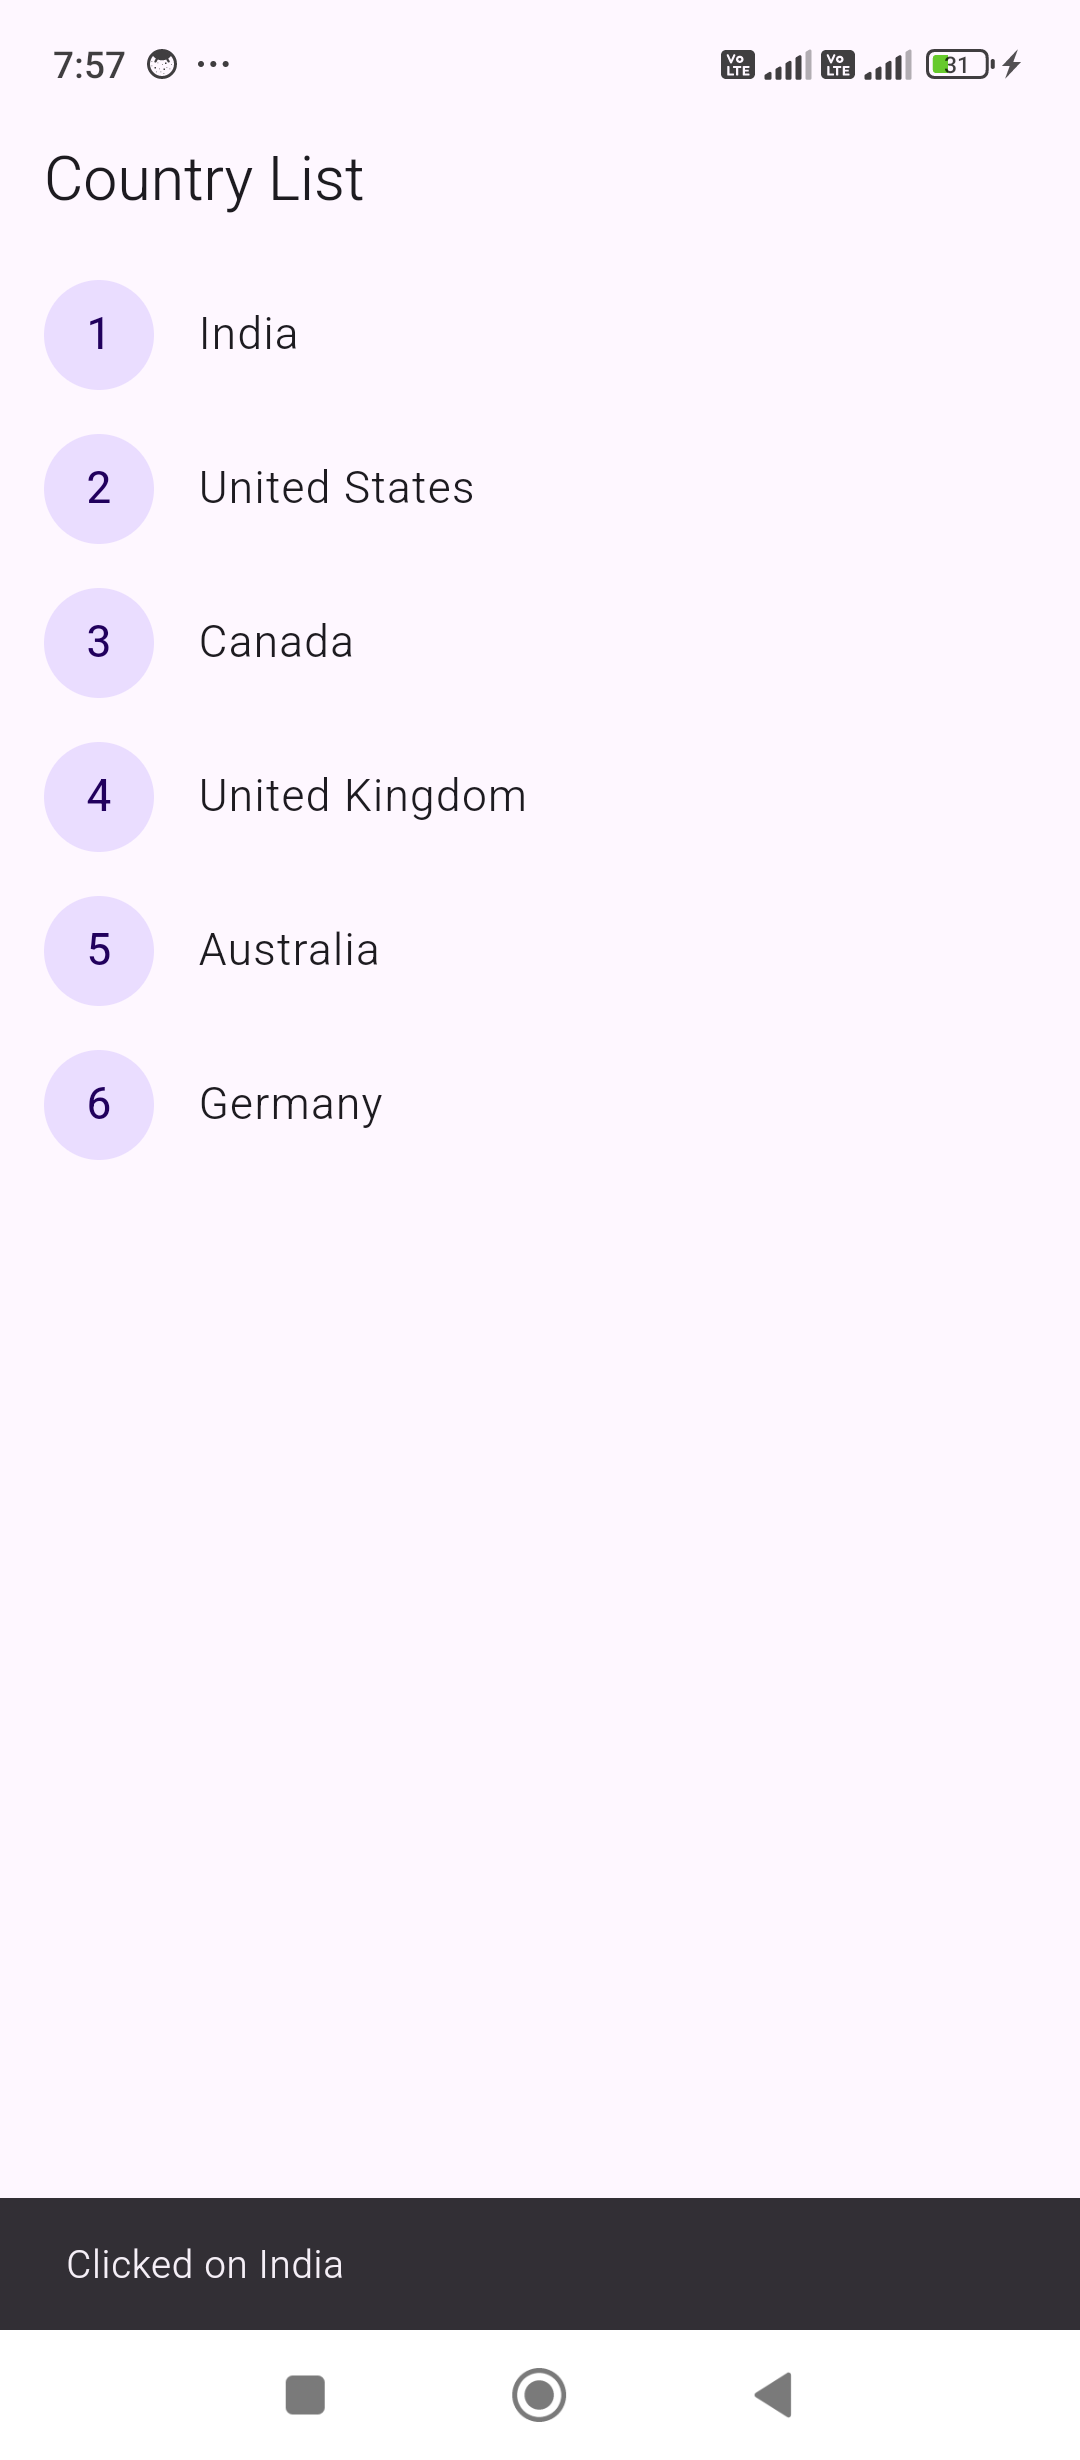 7:57
Vo LTE Vo LTE 31
Country List
1 India
2 United States
3 Canada
4 United Kingdom
5 Australia
6 Germany
Clicked on India